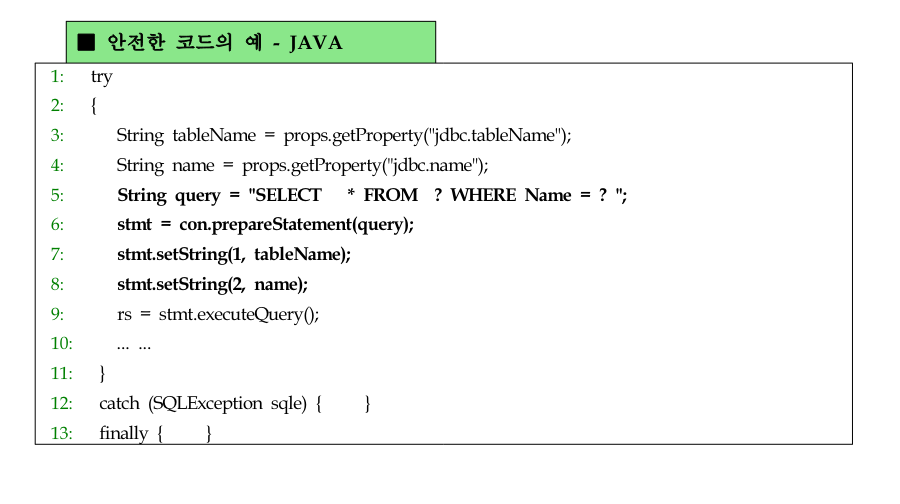 ■ 안전한 코드의 예 - JAVA
1: try
2: {
3: String tableName = props.getProperty("jdbc.tableName");
4: String name = props.getProperty("jdbc.name");
5: String query = "SELECT * FROM ? WHERE Name = ? ";
6: stmt = con.prepareStatement(query);
7: stmt.setString(1, tableName);
8: stmt.setString(2, name);
9: rs = stmt.executeQuery();
10: ... ...
11: }
12: catch (SQLException sqle) { }
13: finally { }